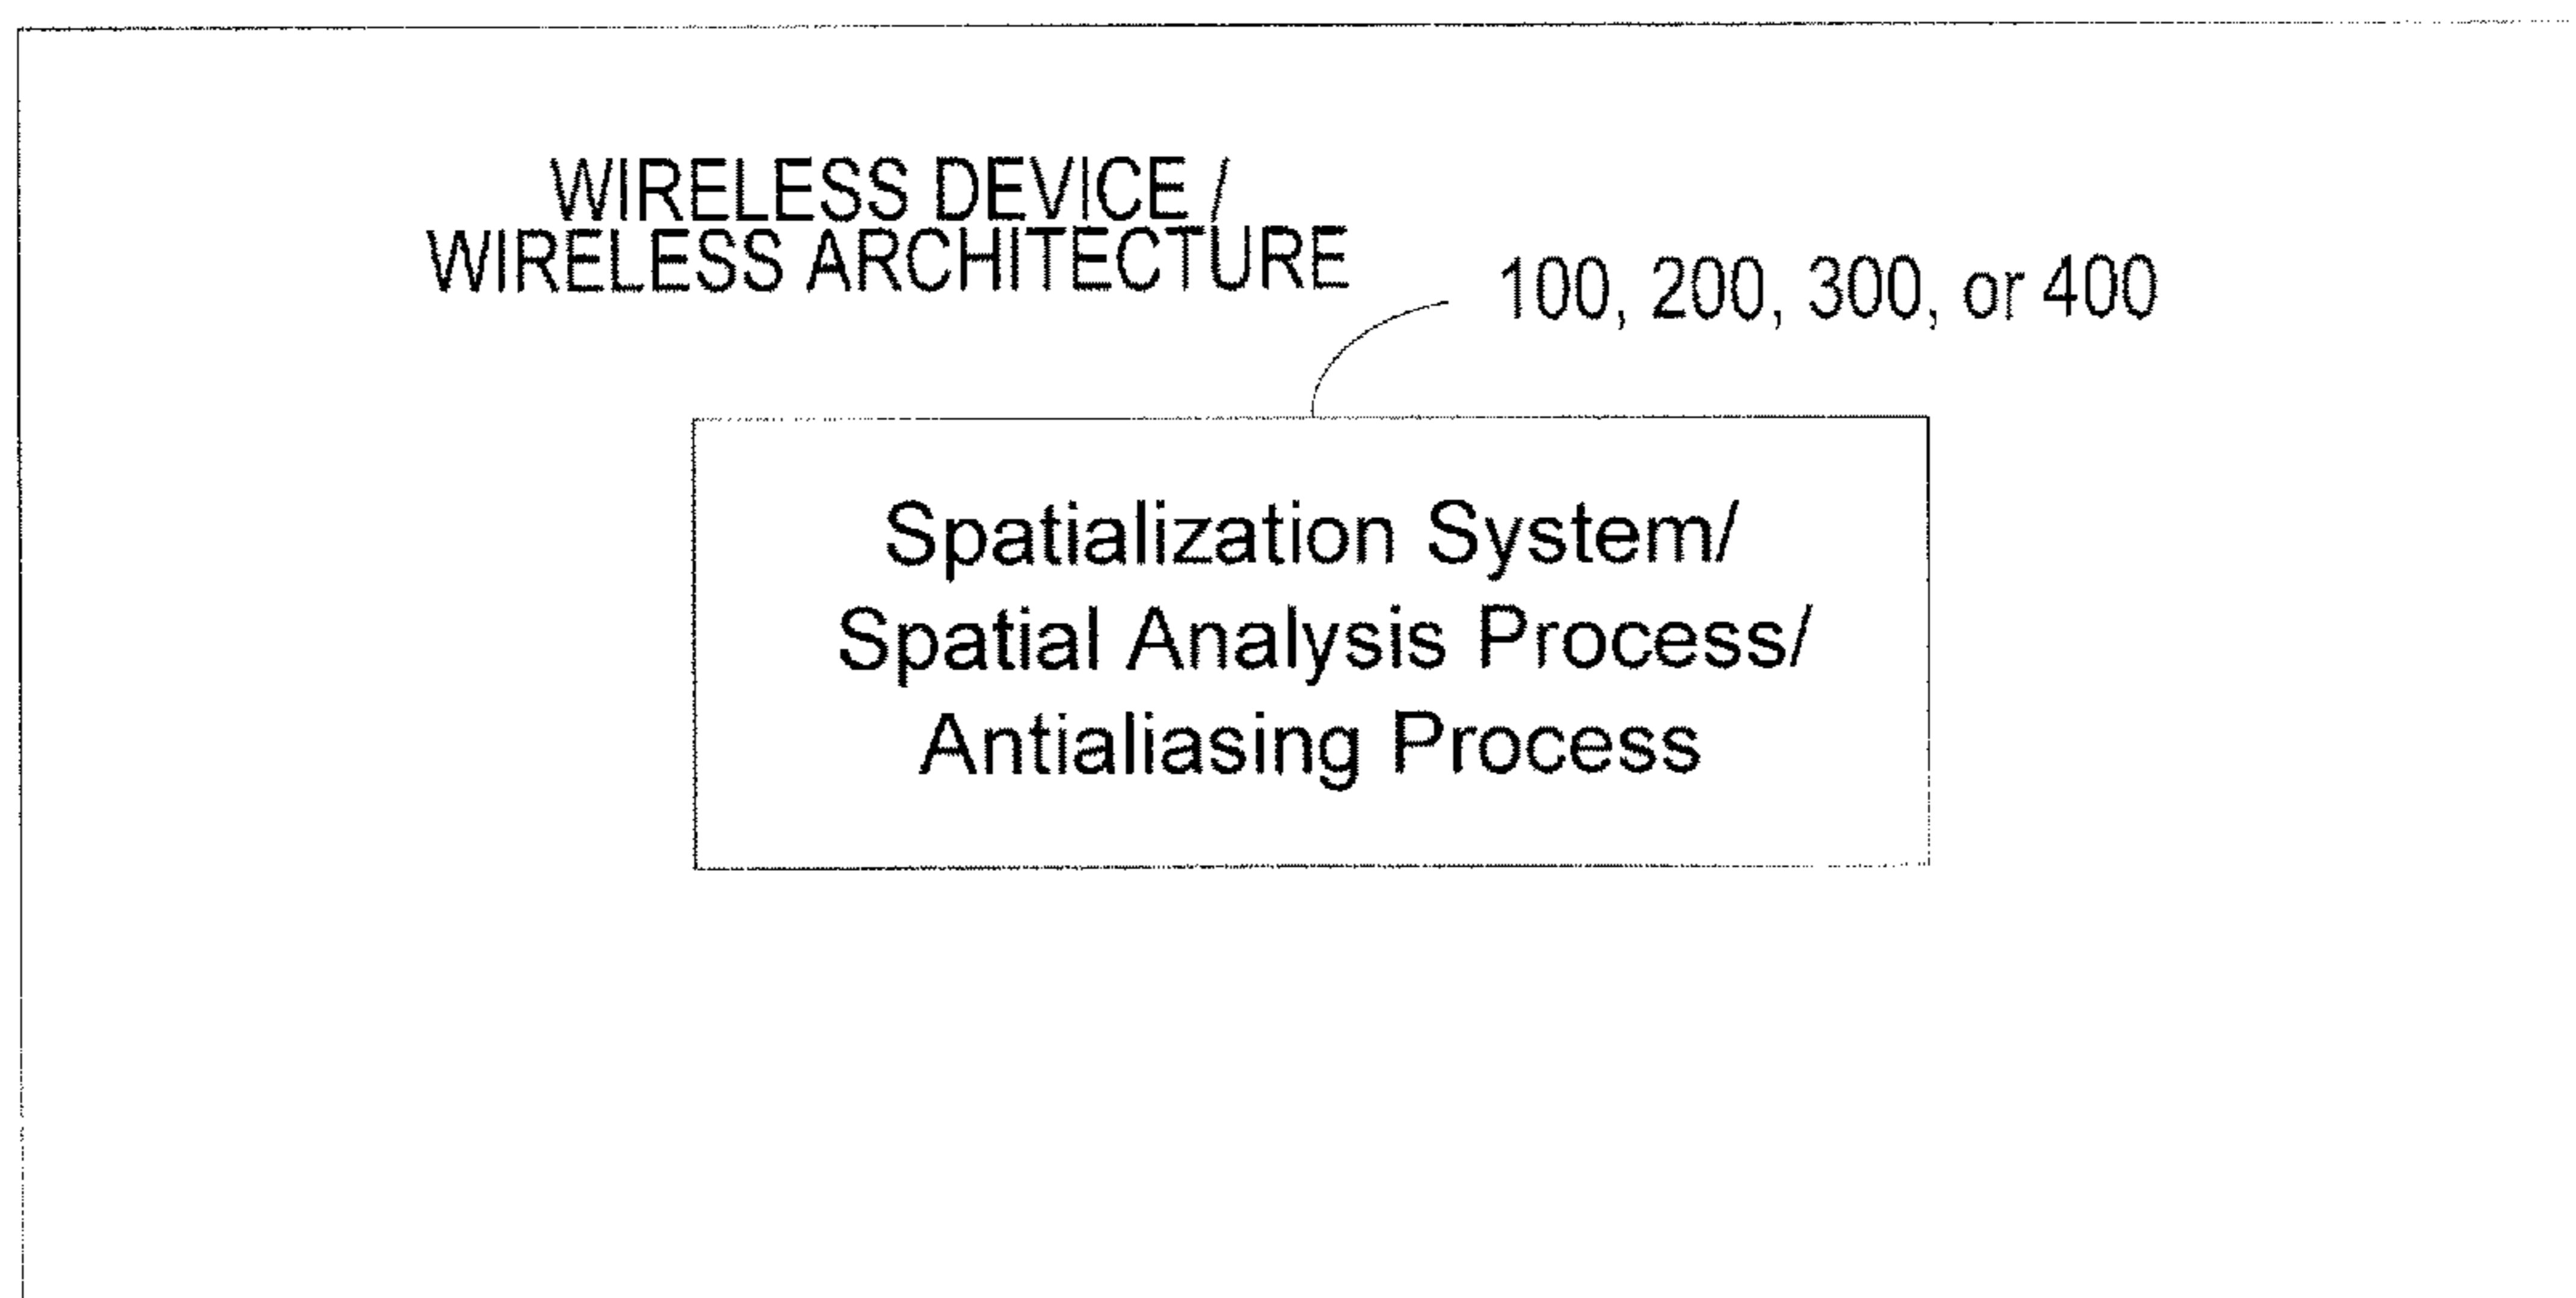 WIRELESS DEVICE /
WIRELESS ARCHITECTURE
100, 200, 300, or 400
Spatialization System/
Spatial Analysis Process/
Antialiasing Process